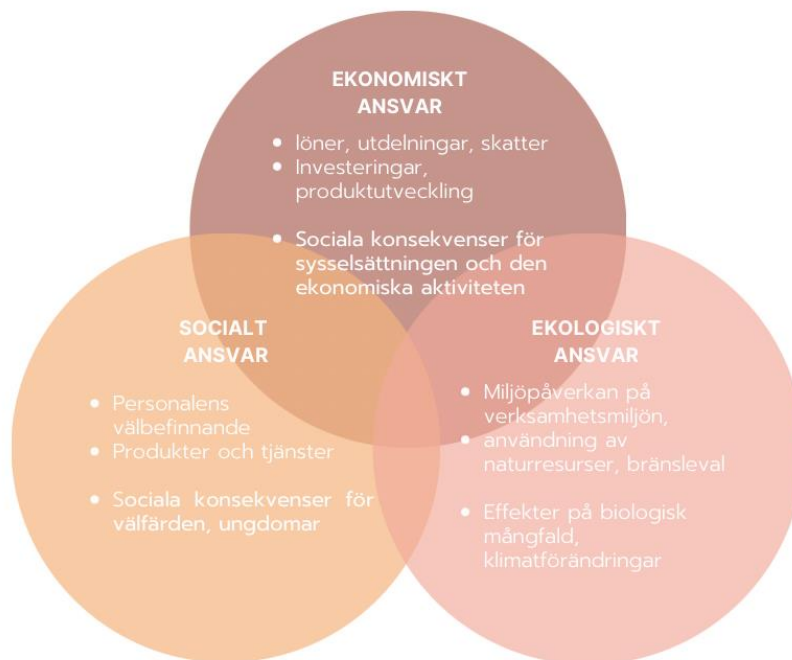 EKONOMISKT
ANSVAR
• löner, utdelningar, skatter
• Investeringar,
produktutveckling
• Sociala konsekvenser för
sysselsättningen och den
ekonomiska aktiviteten
SOCIALT
ANSVAR
• Personalens
välbefinnande
• Produkter och tjänster
• Sociala konsekvenser för
välfärden, ungdomar
EKOLOGISKT
ANSVAR
• Miljöpåverkan på
verksamhetsmiljön,
• användning av
naturresurser, bränsleval
• Effekter på biologisk
mångfald,
klimatförändringar